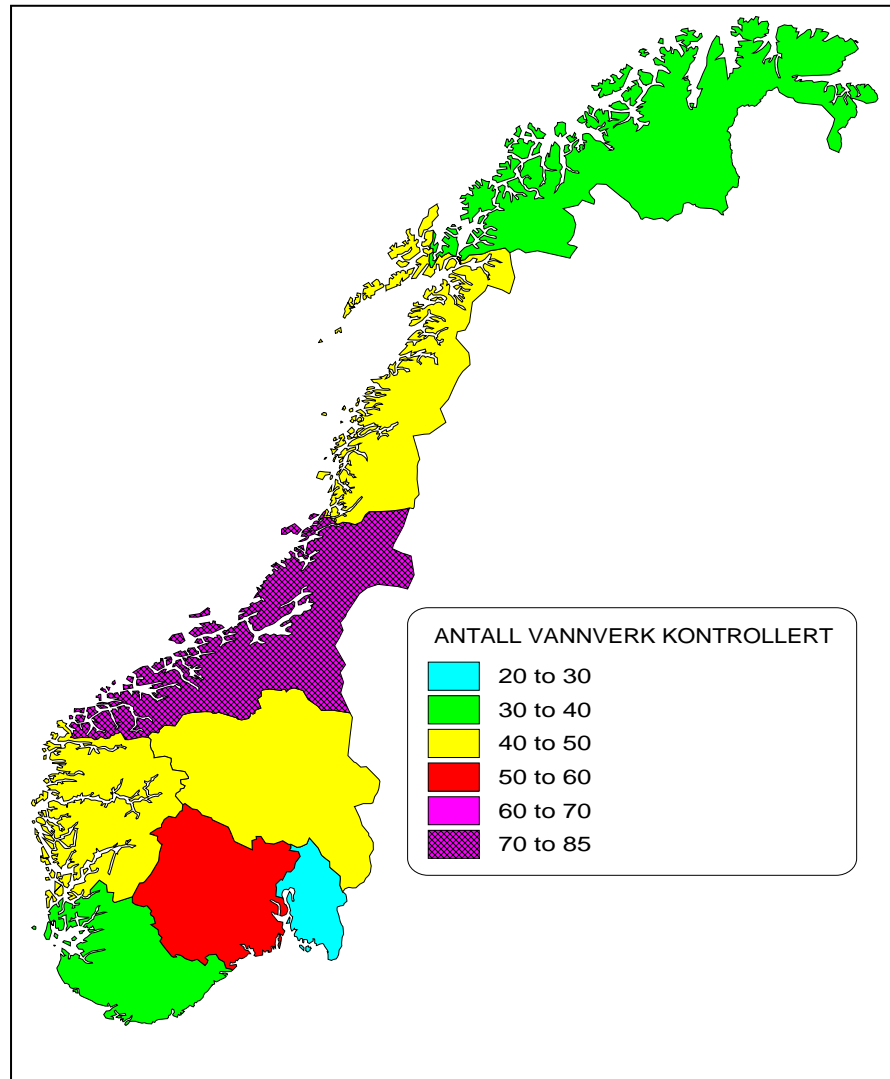 ANTALL VANNVERK KONTROLLERT
20 to 30
30 to 40
40 to 50
50 to 60
60 to 70
70 to 85